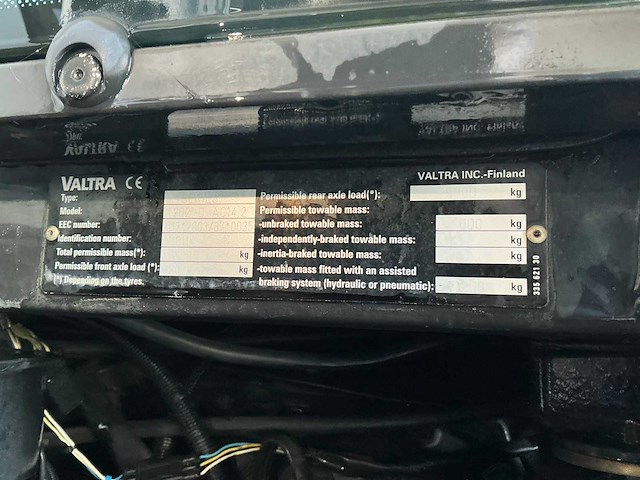 VALTRA CE
VALTRA INC.-Finland
Type:
Model:
EEC number:
Identification number:
Total permissible mass(*): kg
Permissible front axle load (*): kg
(*) Depending on the tyres.
Permissible rear axle load(*): kg
Permissible towable mass:
-unbraked towable mass: kg
-independently-braked towable mass: kg
-inertia-braked towable mass: kg
-towable mass fitted with an assisted
braking system (hydraulic or pneumatic): kg
335 621 30